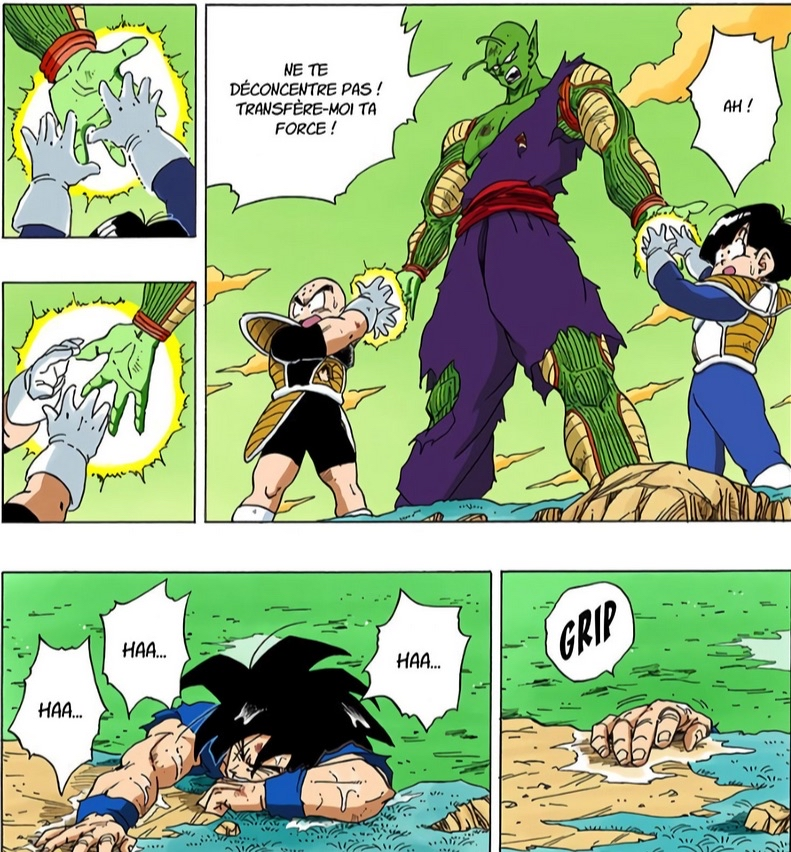 NE TE
DÉCONCENTRE PAS !
TRANSFÈRE-MOI TA
FORCE !
AH !
HAA...
HAA...
HAA...
GRIP